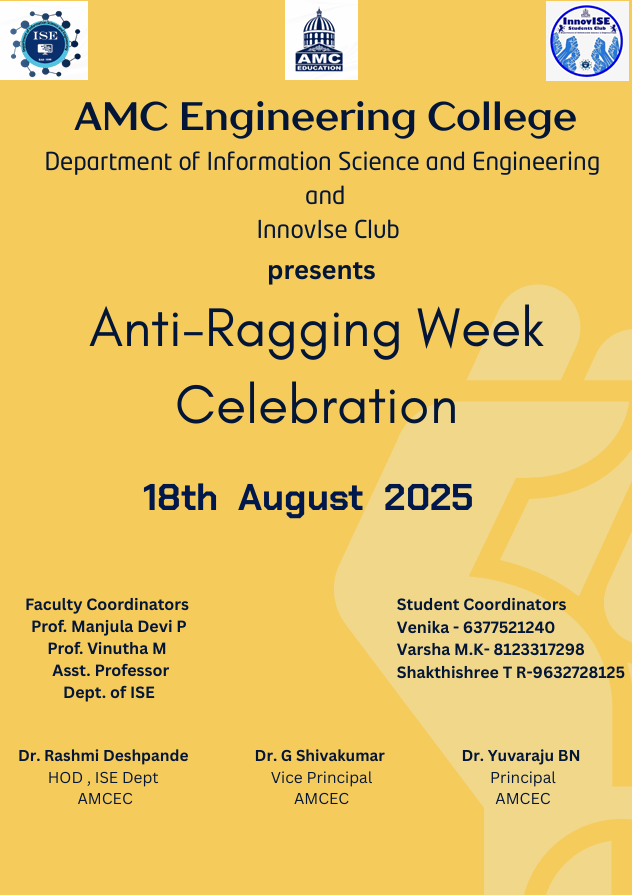 ISE
AMC
EDUCATION
InnovISE
Students Club
AMC Engineering College
Department of Information Science and Engineering
and
InnovIse Club
presents
Anti-Ragging Week
Celebration
18th August 2025
Faculty Coordinators
Prof. Manjula Devi P
Prof. Vinutha M
Asst. Professor
Dept. of ISE
Student Coordinators
Venika - 6377521240
Varsha M.K- 8123317298
Shakthishree T R-9632728125
Dr. Rashmi Deshpande
HOD , ISE Dept
AMCEC
Dr. G Shivakumar
Vice Principal
AMCEC
Dr. Yuvaraju BN
Principal
AMCEC